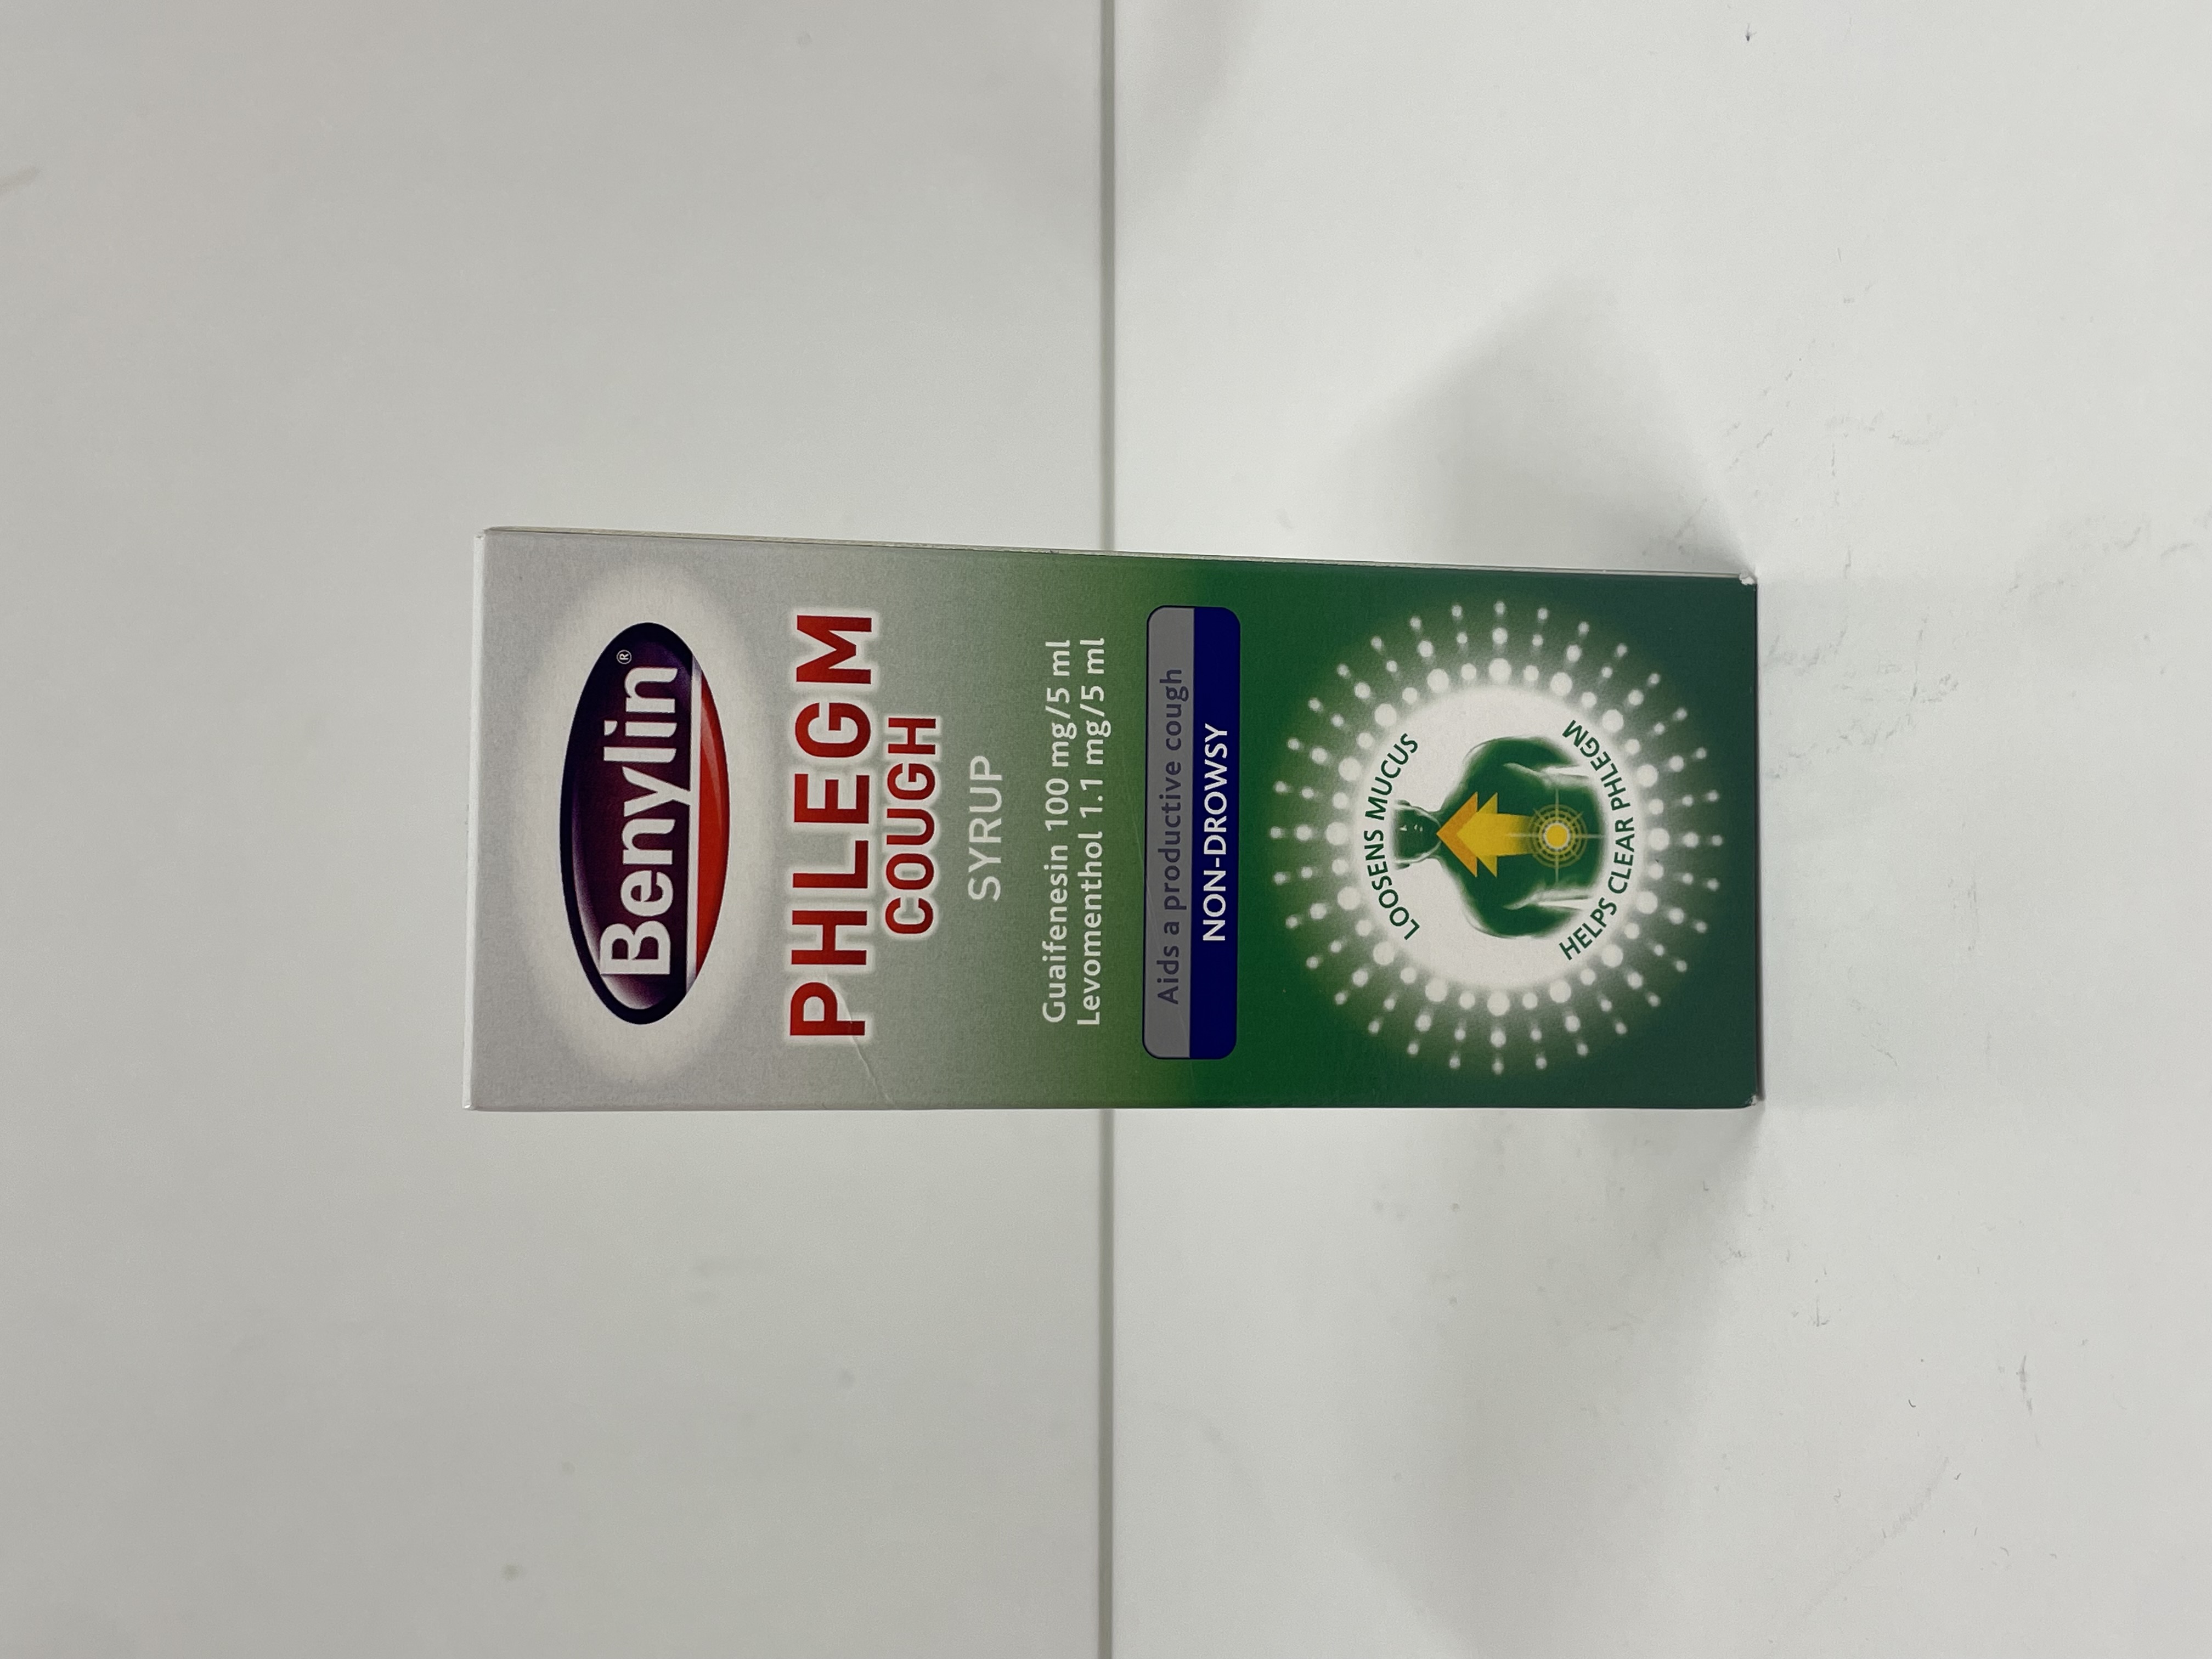 Benylin®
PHLEGM
COUGH
SYRUP
Guaifenesin 100 mg/5 ml
Levomenthol 1.1 mg/5 ml
Aids a productive cough
NON-DROWSY
LOOSENS MUCUS
HELPS CLEAR PHLEGM